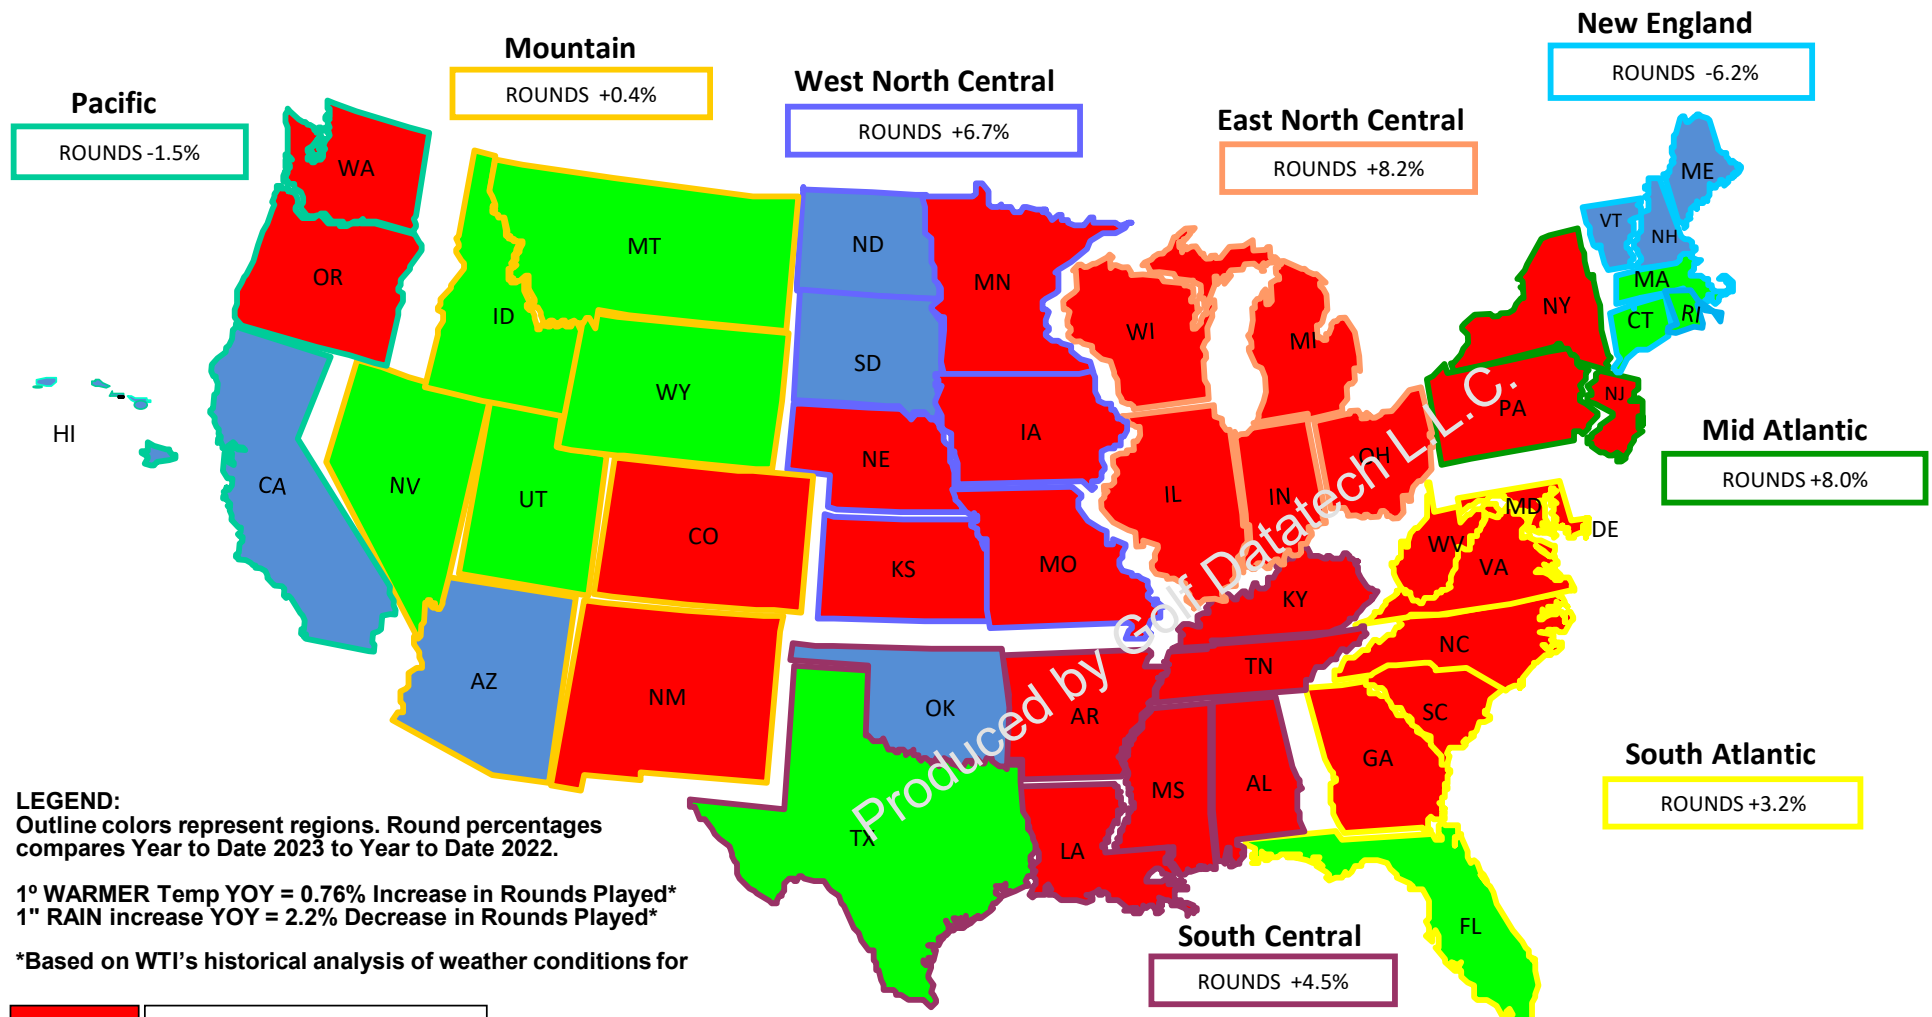 New England
ROUNDS -6.2%
Mountain
ROUNDS +0.4%
West North Central
ROUNDS +6.7%
Pacific
ROUNDS -1.5%
East North Central
ROUNDS +8.2%
WA
OR
MT
ID
WY
ND
SD
MN
WI
MI
NY
ME
VT
NH
MA
CT
RI
HI
CA
NV
UT
CO
NE
IA
KS
MO
IL
IN
OH
PA
NJ
Mid Atlantic
ROUNDS +8.0%
MD
DE
WV
VA
KY
NC
TN
SC
AZ
NM
OK
AR
TX
LA
MS
AL
GA
FL
South Atlantic
ROUNDS +3.2%
South Central
ROUNDS +4.5%
Produced by Golf Datatech L.L.C.
LEGEND:
Outline colors represent regions. Round percentages
compares Year to Date 2023 to Year to Date 2022.
1º WARMER Temp YOY = 0.76% Increase in Rounds Played*
1" RAIN increase YOY = 2.2% Decrease in Rounds Played*
*Based on WTI’s historical analysis of weather conditions for